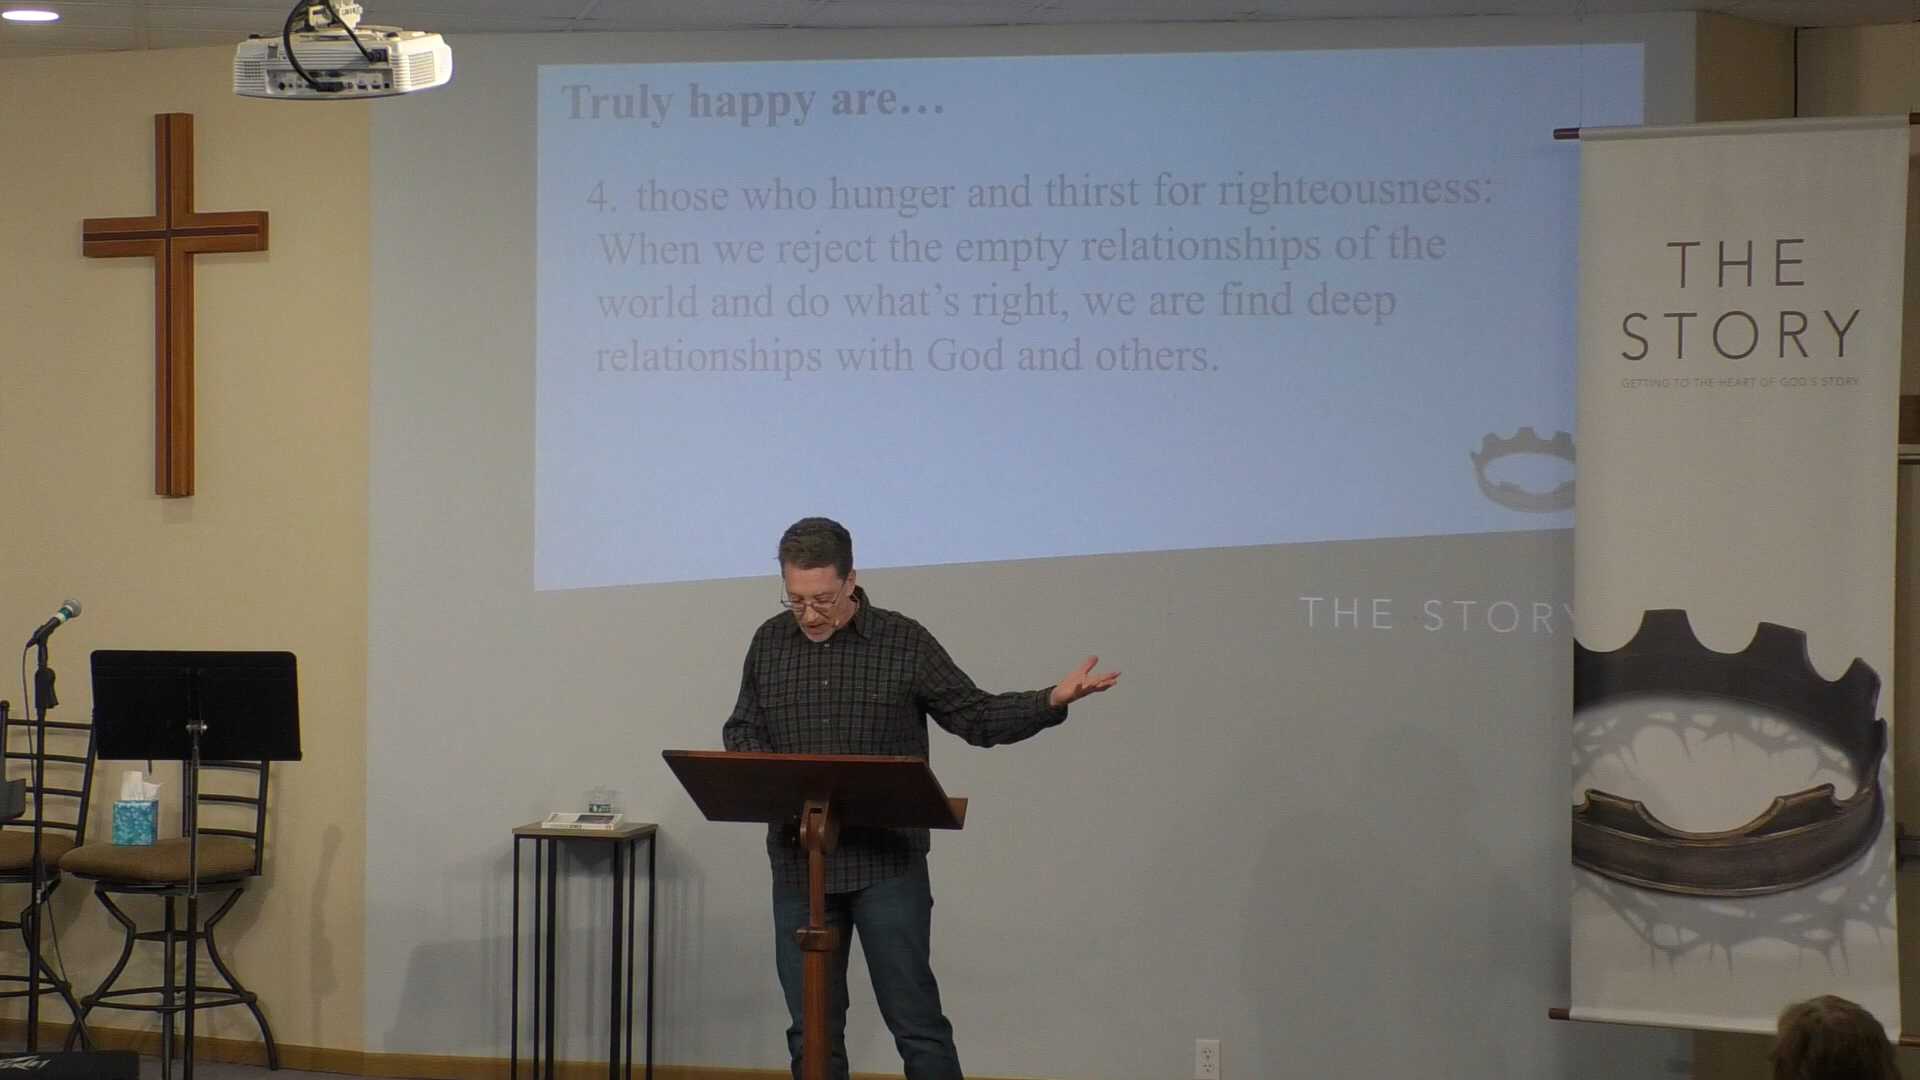 Truly happy are…
4. those who hunger and thirst for righteousness:
When we reject the empty relationships of the
world and do what’s right, we are find deep
relationships with God and others.
THE STORY
THE
STORY
GETTING TO THE HEART OF GOD'S STORY